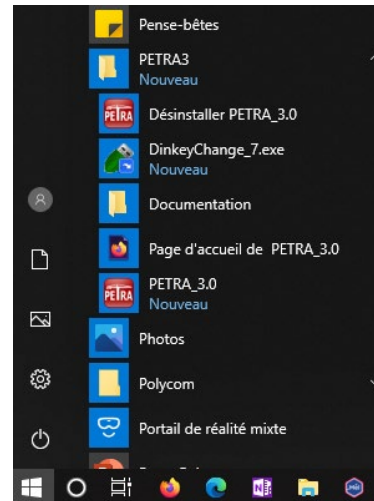 Pense-bêtes
PETRA3
Nouveau
PETRA
Désinstaller PETRA_3.0
DinkeyChange_7.exe
Nouveau
Documentation
Page d'accueil de PETRA_3.0
PETRA
PETRA_3.0
Nouveau
Photos
Polycom
Portail de réalité mixte